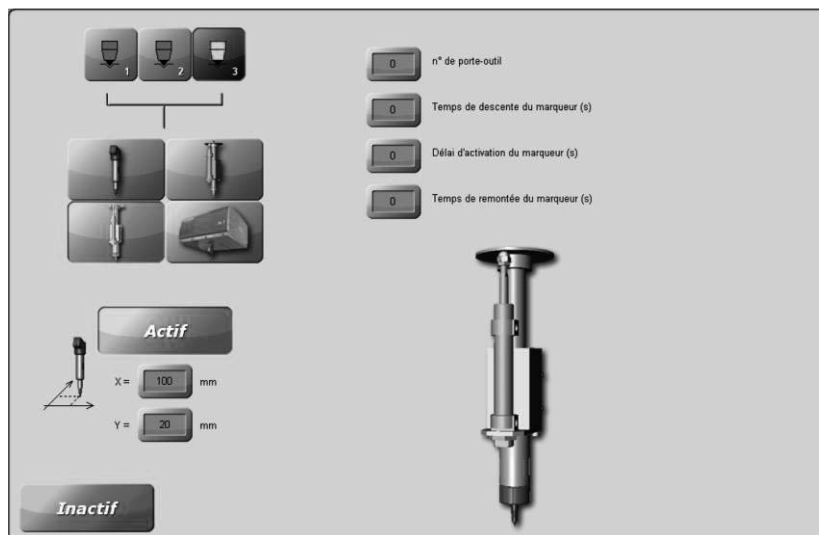 1 2 3
0 n° de porte-outil
0 Temps de descente du marqueur (s)
0 Délai d'activation du marqueur (s)
0 Temps de remontée du marqueur (s)
Actif
X = 100 mm
Y = 20 mm
Inactif